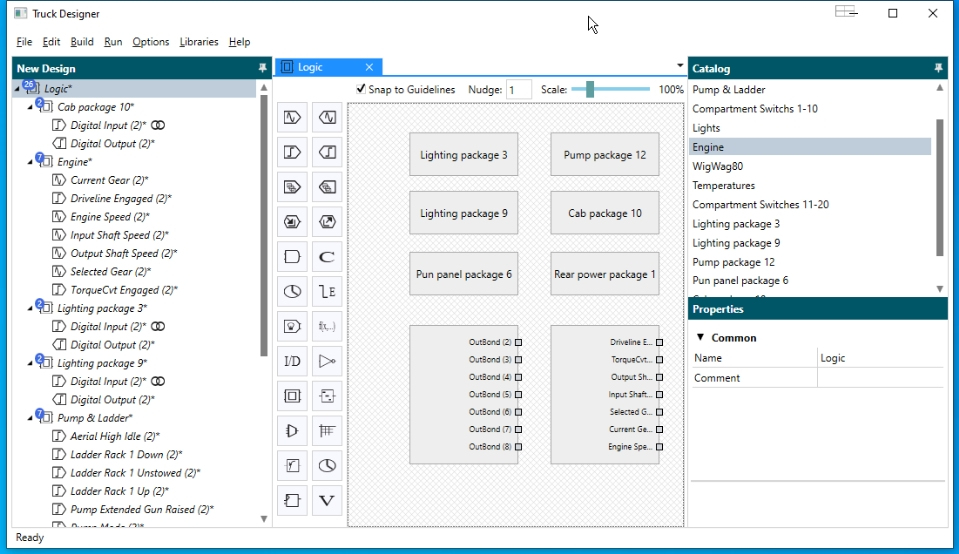 Truck Designer
File Edit Build Run Options Libraries Help
New Design
26 Logic*
2 Cab package 10*
Digital Input (2)*
Digital Output (2)*
7 Engine*
Current Gear (2)*
Driveline Engaged (2)*
Engine Speed (2)*
Input Shaft Speed (2)*
Output Shaft Speed (2)*
Selected Gear (2)*
TorqueCvt Engaged (2)*
2 Lighting package 3*
Digital Input (2)*
Digital Output (2)*
2 Lighting package 9*
Digital Input (2)*
Digital Output (2)*
7 Pump & Ladder*
Aerial High Idle (2)*
Ladder Rack 1 Down (2)*
Ladder Rack 1 Unstowed (2)*
Ladder Rack 1 Up (2)*
Pump Extended Gun Raised (2)*
Pump Mode (2)*
Logic
Snap to Guidelines Nudge: 1 Scale: 100%
C
E
f(x,..)
I/D
V
Lighting package 3
Pump package 12
Lighting package 9
Cab package 10
Pun panel package 6
Rear power package 1
OutBond (2)
OutBond (3)
OutBond (4)
OutBond (5)
OutBond (6)
OutBond (7)
OutBond (8)
Driveline E...
TorqueCvt...
Output Sh...
Input Shaft...
Selected G...
Current Ge...
Engine Spe...
Catalog
Pump & Ladder
Compartment Switchs 1-10
Lights
Engine
WigWag80
Temperatures
Compartment Switches 11-20
Lighting package 3
Lighting package 9
Pump package 12
Pun panel package 6
Properties
Common
Name Logic
Comment
Ready